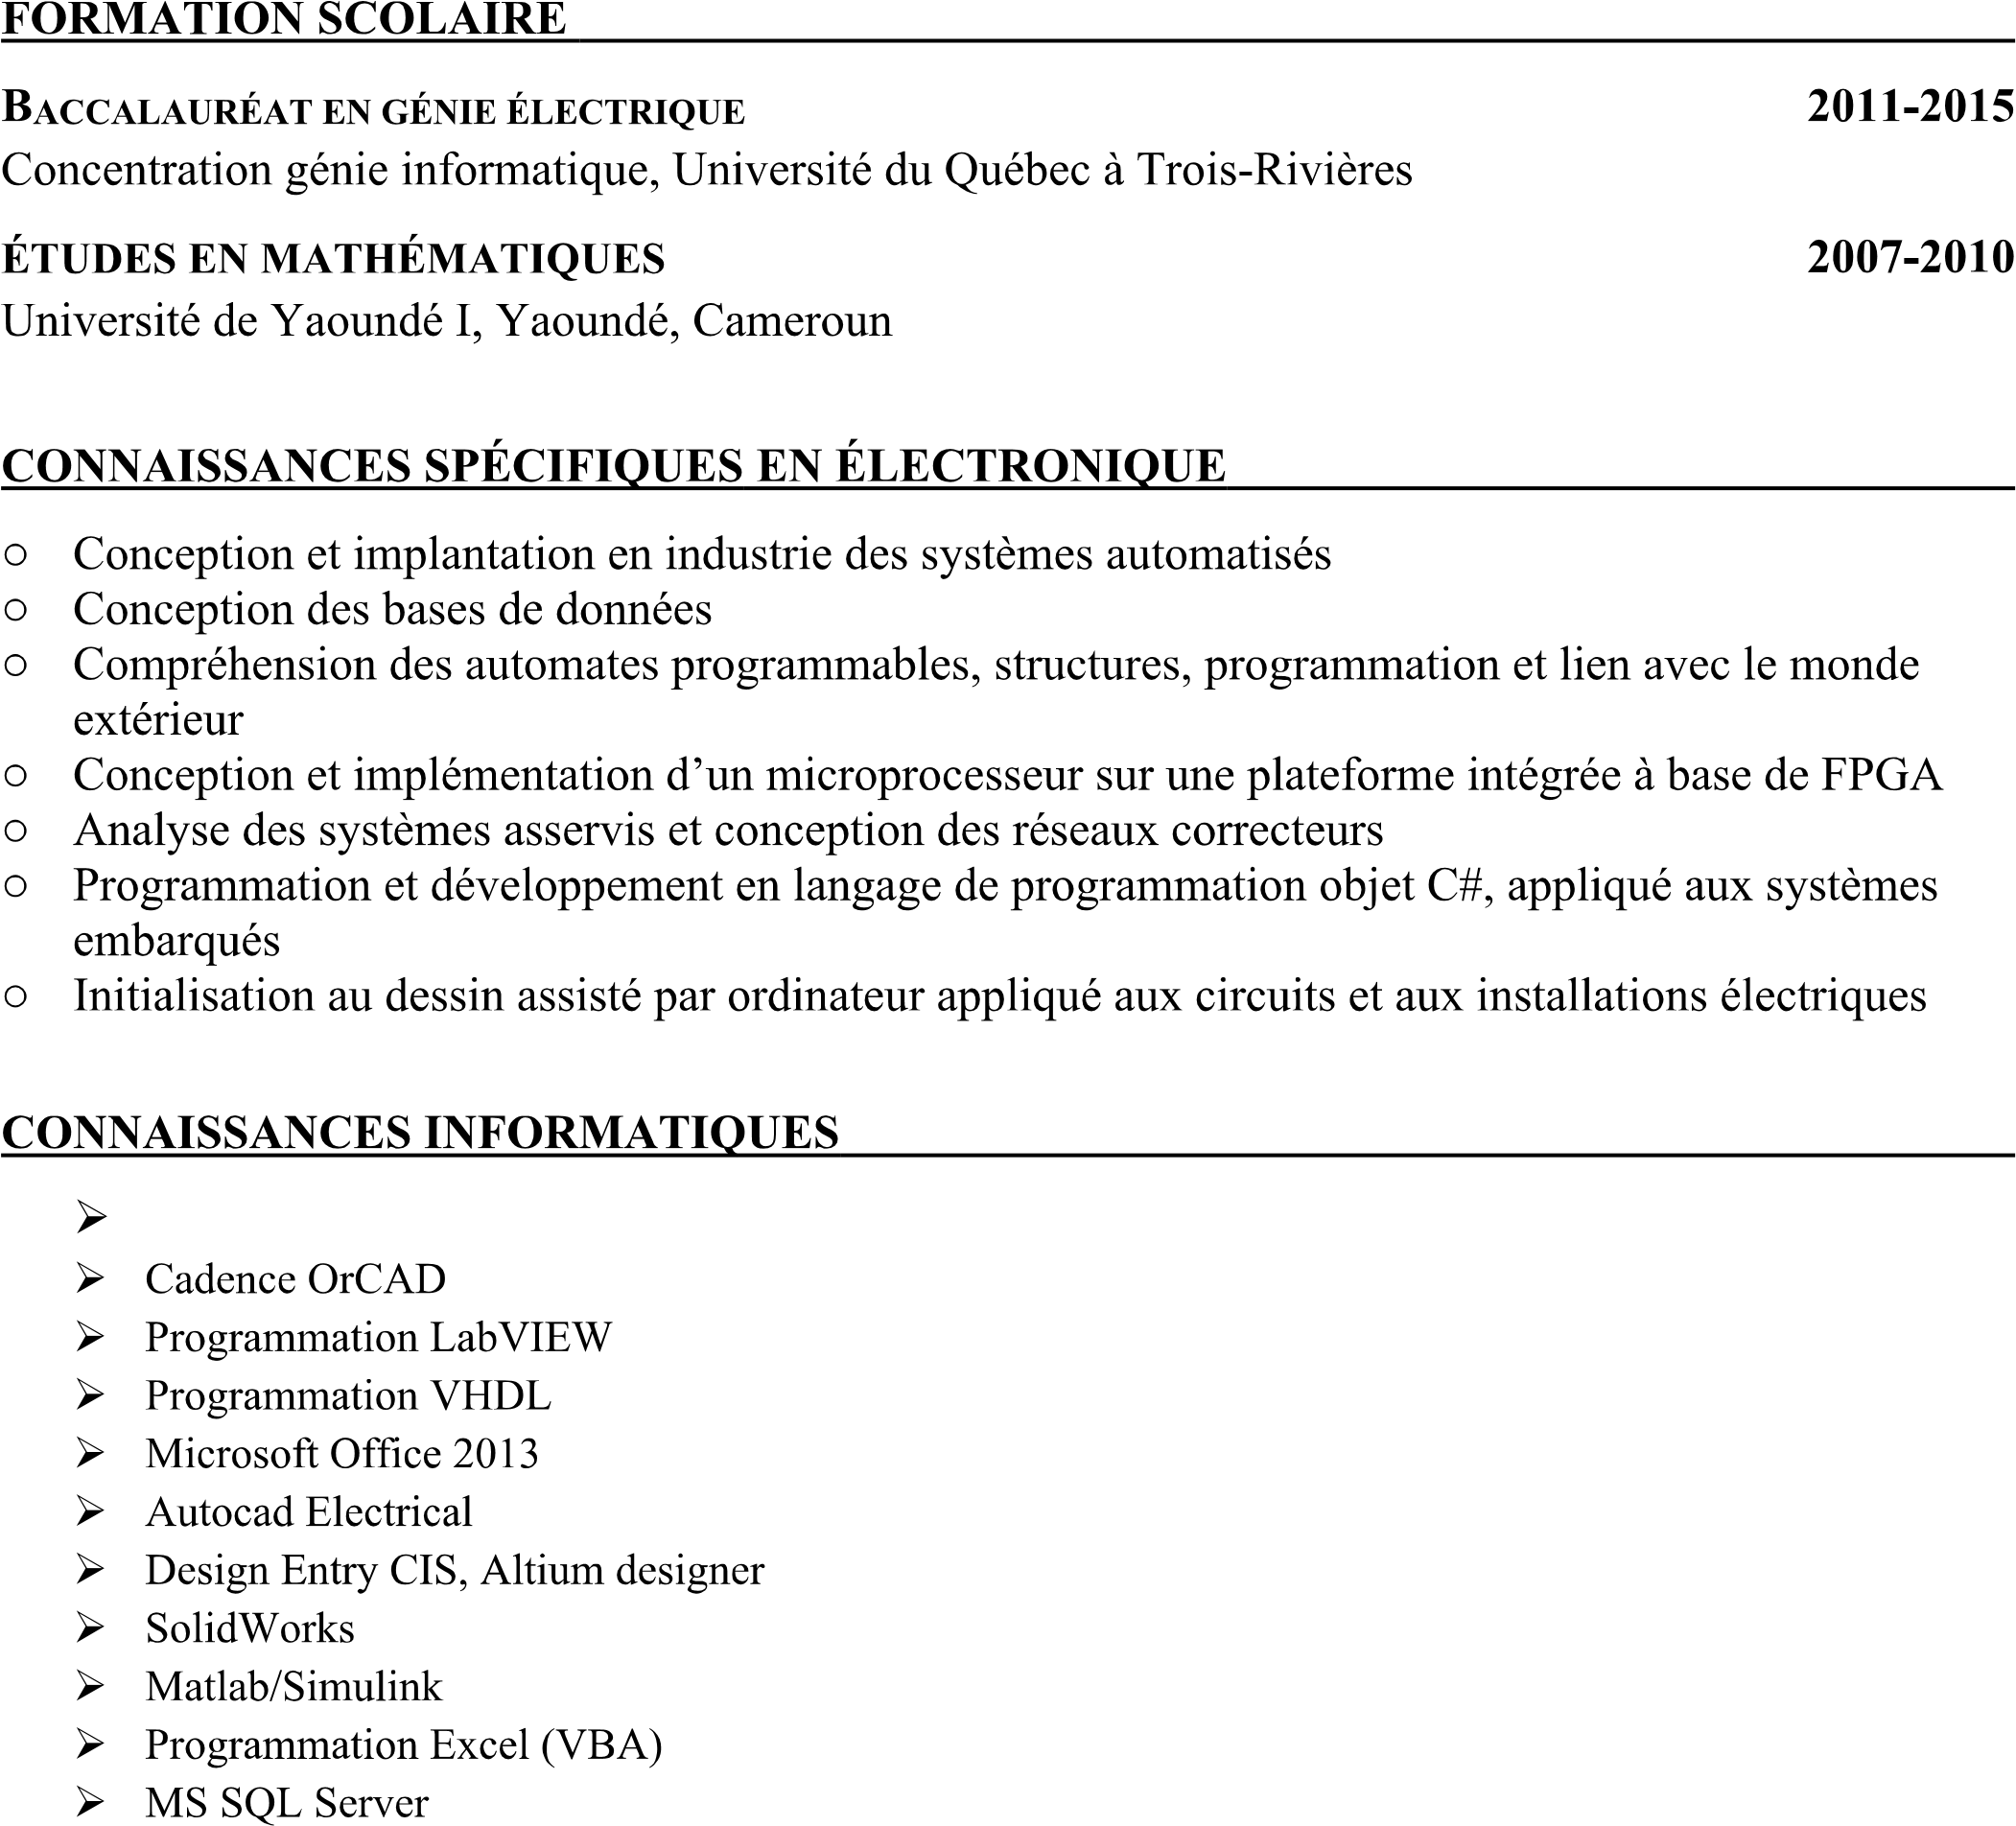 FORMATION SCOLAIRE
BACCALAURÉAT EN GÉNIE ÉLECTRIQUE 2011-2015
Concentration génie informatique, Université du Québec à Trois-Rivières
ÉTUDES EN MATHÉMATIQUES 2007-2010
Université de Yaoundé I, Yaoundé, Cameroun
CONNAISSANCES SPÉCIFIQUES EN ÉLECTRONIQUE
○ Conception et implantation en industrie des systèmes automatisés
○ Conception des bases de données
○ Compréhension des automates programmables, structures, programmation et lien avec le monde
extérieur
○ Conception et implémentation d’un microprocesseur sur une plateforme intégrée à base de FPGA
○ Analyse des systèmes asservis et conception des réseaux correcteurs
○ Programmation et développement en langage de programmation objet C#, appliqué aux systèmes
embarqués
○ Initialisation au dessin assisté par ordinateur appliqué aux circuits et aux installations électriques
CONNAISSANCES INFORMATIQUES
➢
➢ Cadence OrCAD
➢ Programmation LabVIEW
➢ Programmation VHDL
➢ Microsoft Office 2013
➢ Autocad Electrical
➢ Design Entry CIS, Altium designer
➢ SolidWorks
➢ Matlab/Simulink
➢ Programmation Excel (VBA)
➢ MS SQL Server